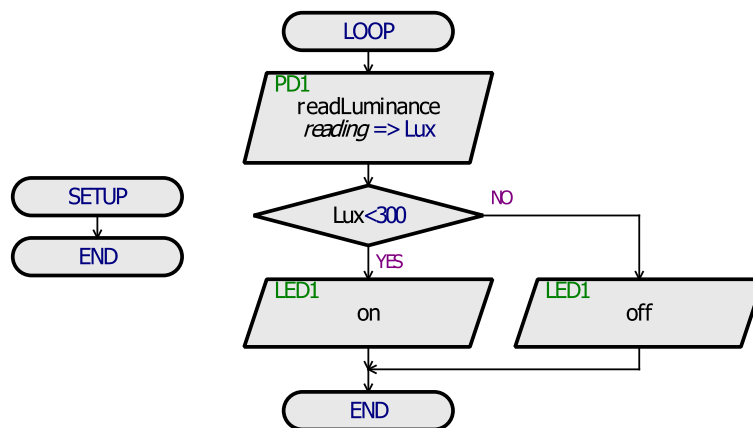 SETUP
END
LOOP
PD1
readLuminance
reading => Lux
Lux<300
NO
YES
LED1
on
LED1
off
END